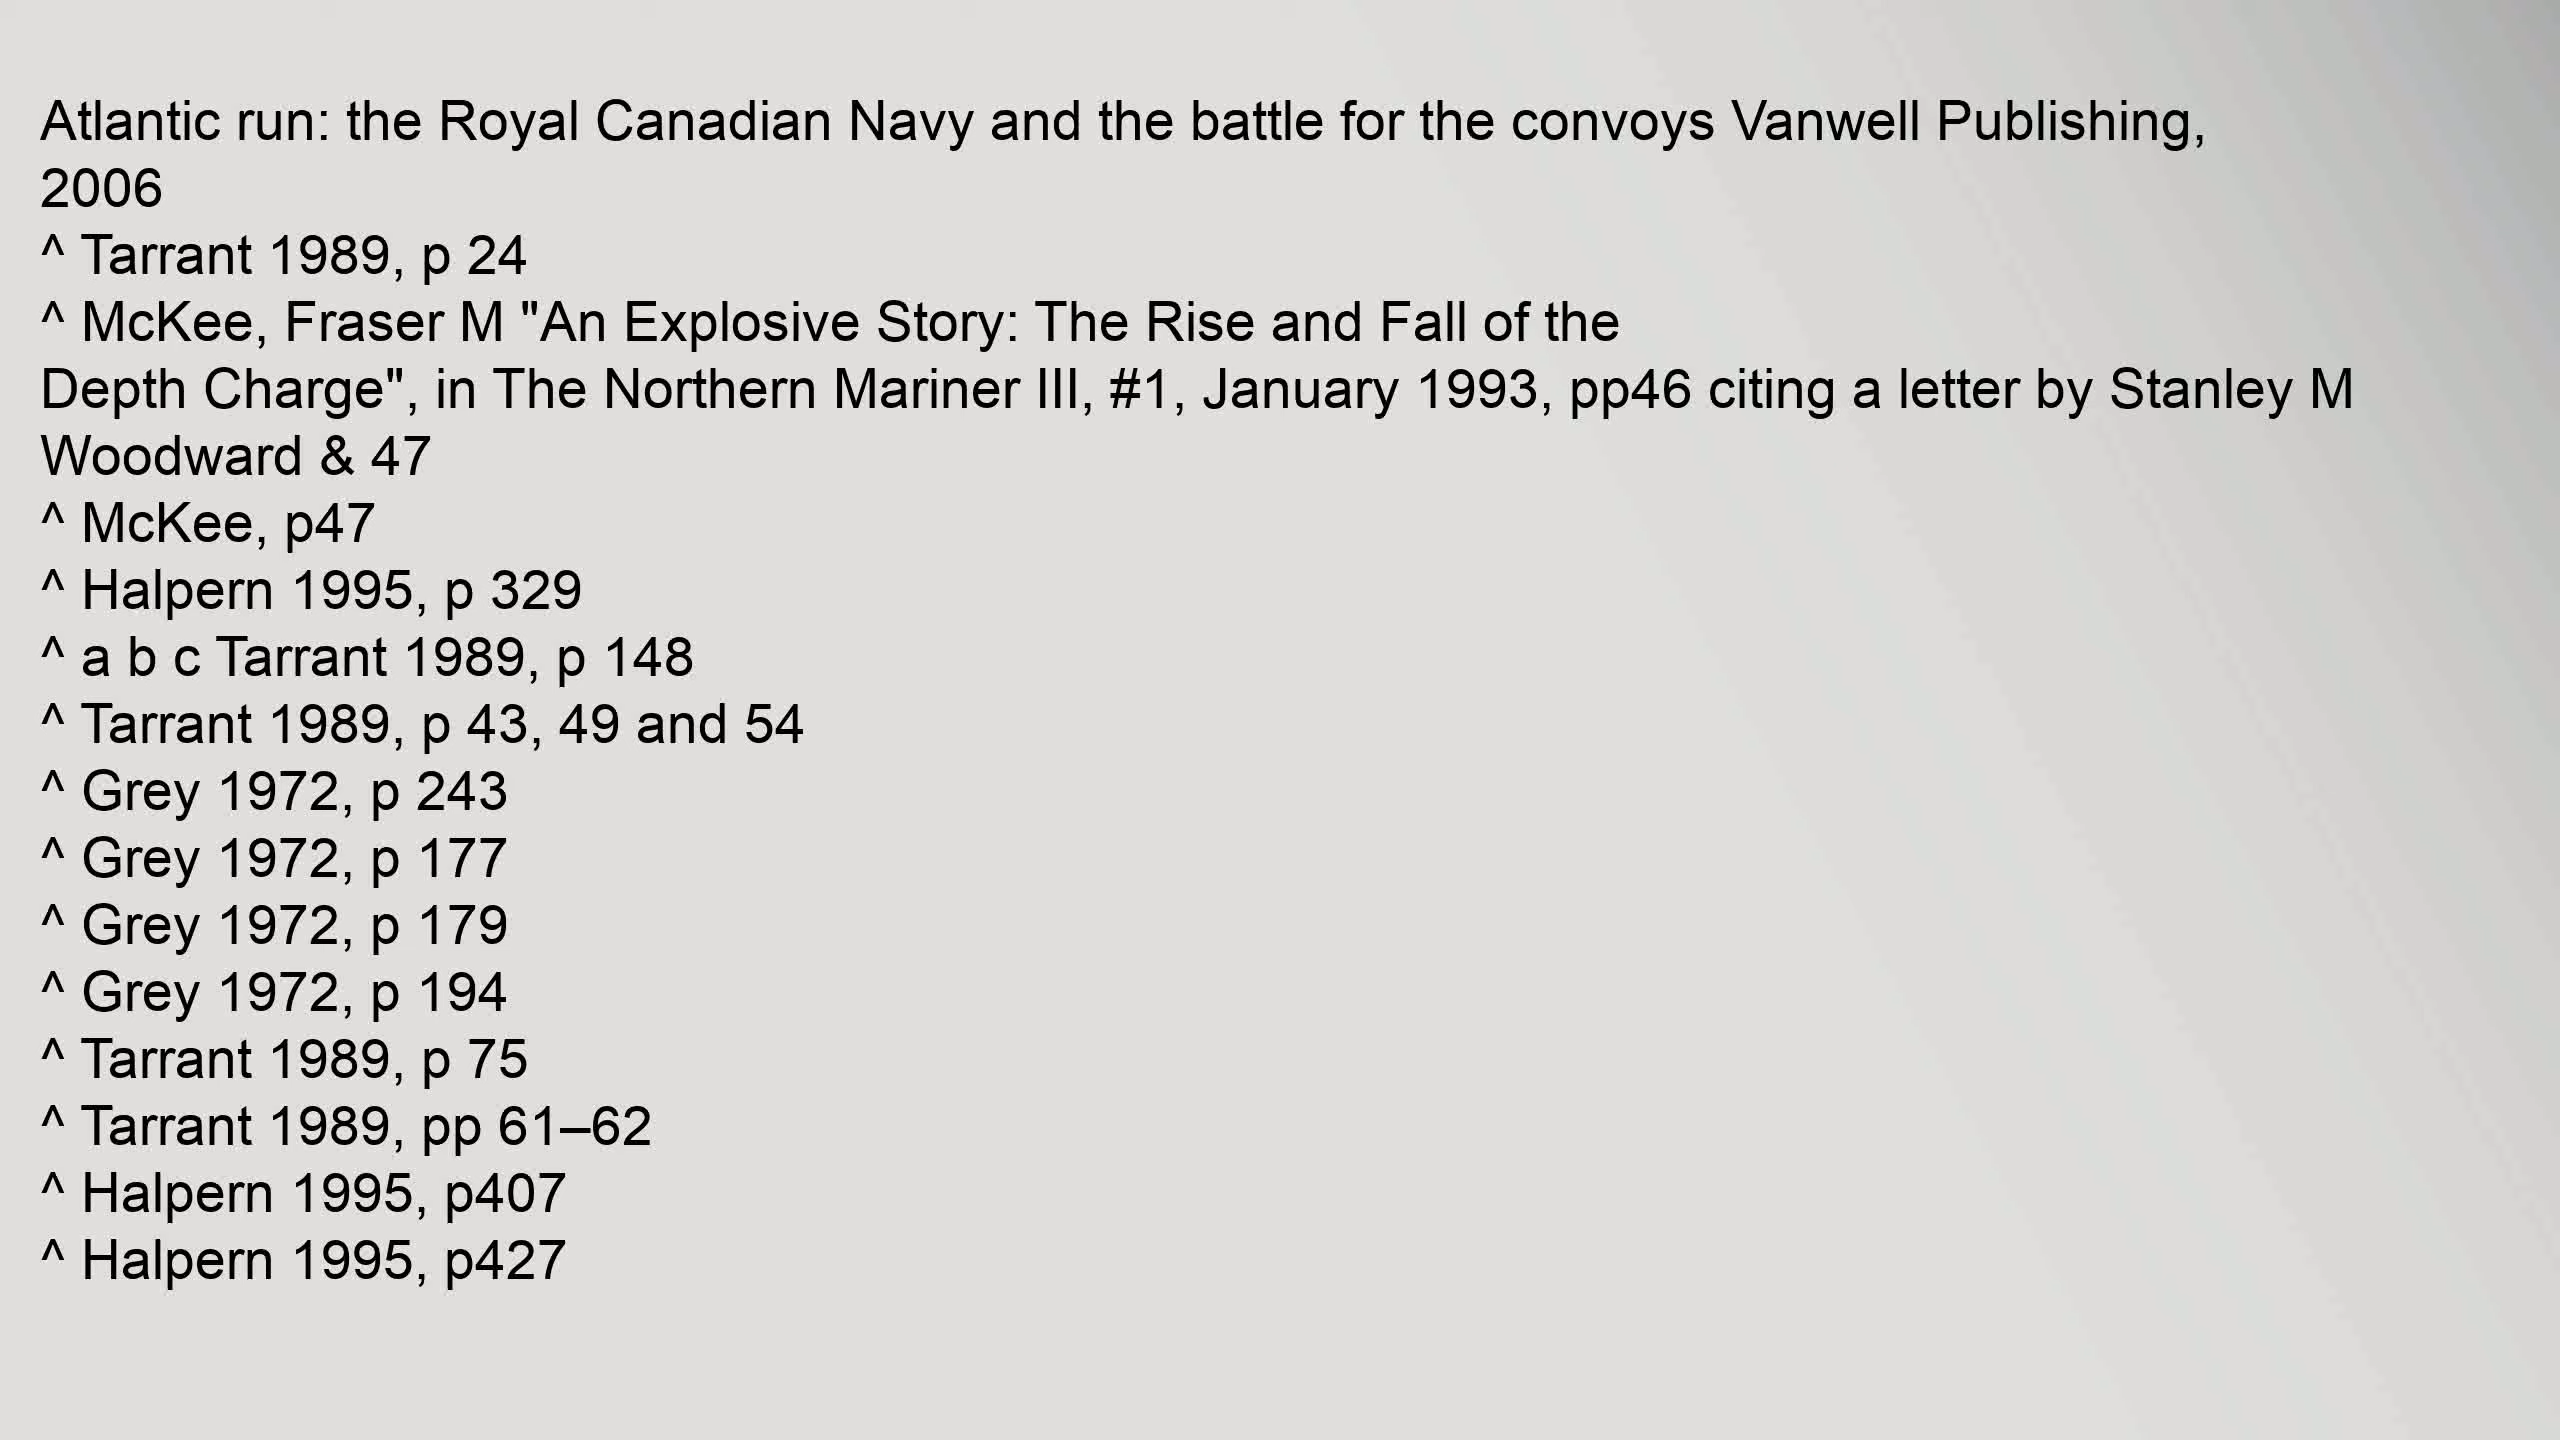 Atlantic run: the Royal Canadian Navy and the battle for the convoys Vanwell Publishing,
2006
^ Tarrant 1989, p 24
^ McKee, Fraser M "An Explosive Story: The Rise and Fall of the
Depth Charge", in The Northern Mariner III, #1, January 1993, pp46 citing a letter by Stanley M
Woodward & 47
^ McKee, p47
^ Halpern 1995, p 329
^ a b c Tarrant 1989, p 148
^ Tarrant 1989, p 43, 49 and 54
^ Grey 1972, p 243
^ Grey 1972, p 177
^ Grey 1972, p 179
^ Grey 1972, p 194
^ Tarrant 1989, p 75
^ Tarrant 1989, pp 61–62
^ Halpern 1995, p407
^ Halpern 1995, p427